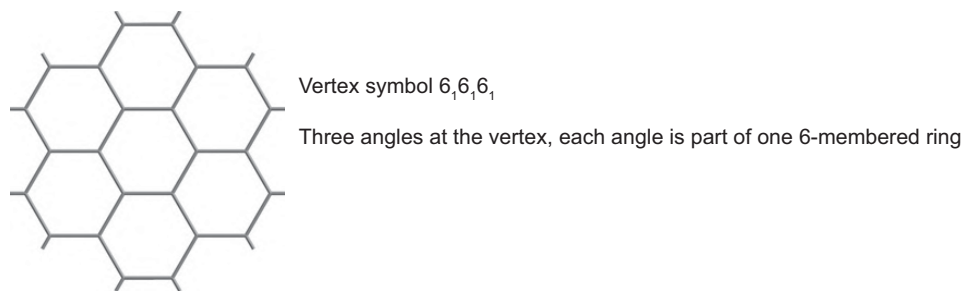 Vertex symbol 6₁6₁6₁
Three angles at the vertex, each angle is part of one 6-membered ring